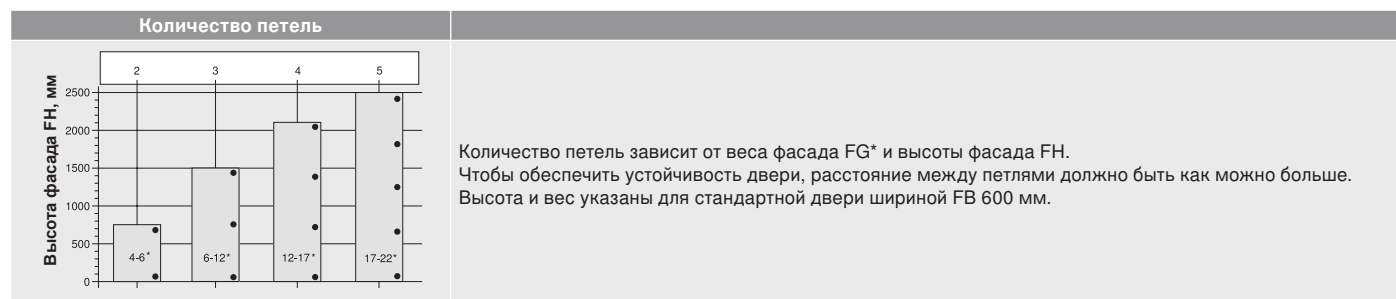 Количество петель
2 3 4 5
Высота фасада FH, мм
2500
2000
1500
1000
500
0
4-6* 6-12* 12-17* 17-22*
Количество петель зависит от веса фасада FG* и высоты фасада FH.
Чтобы обеспечить устойчивость двери, расстояние между петлями должно быть как можно больше.
Высота и вес указаны для стандартной двери шириной FB 600 мм.